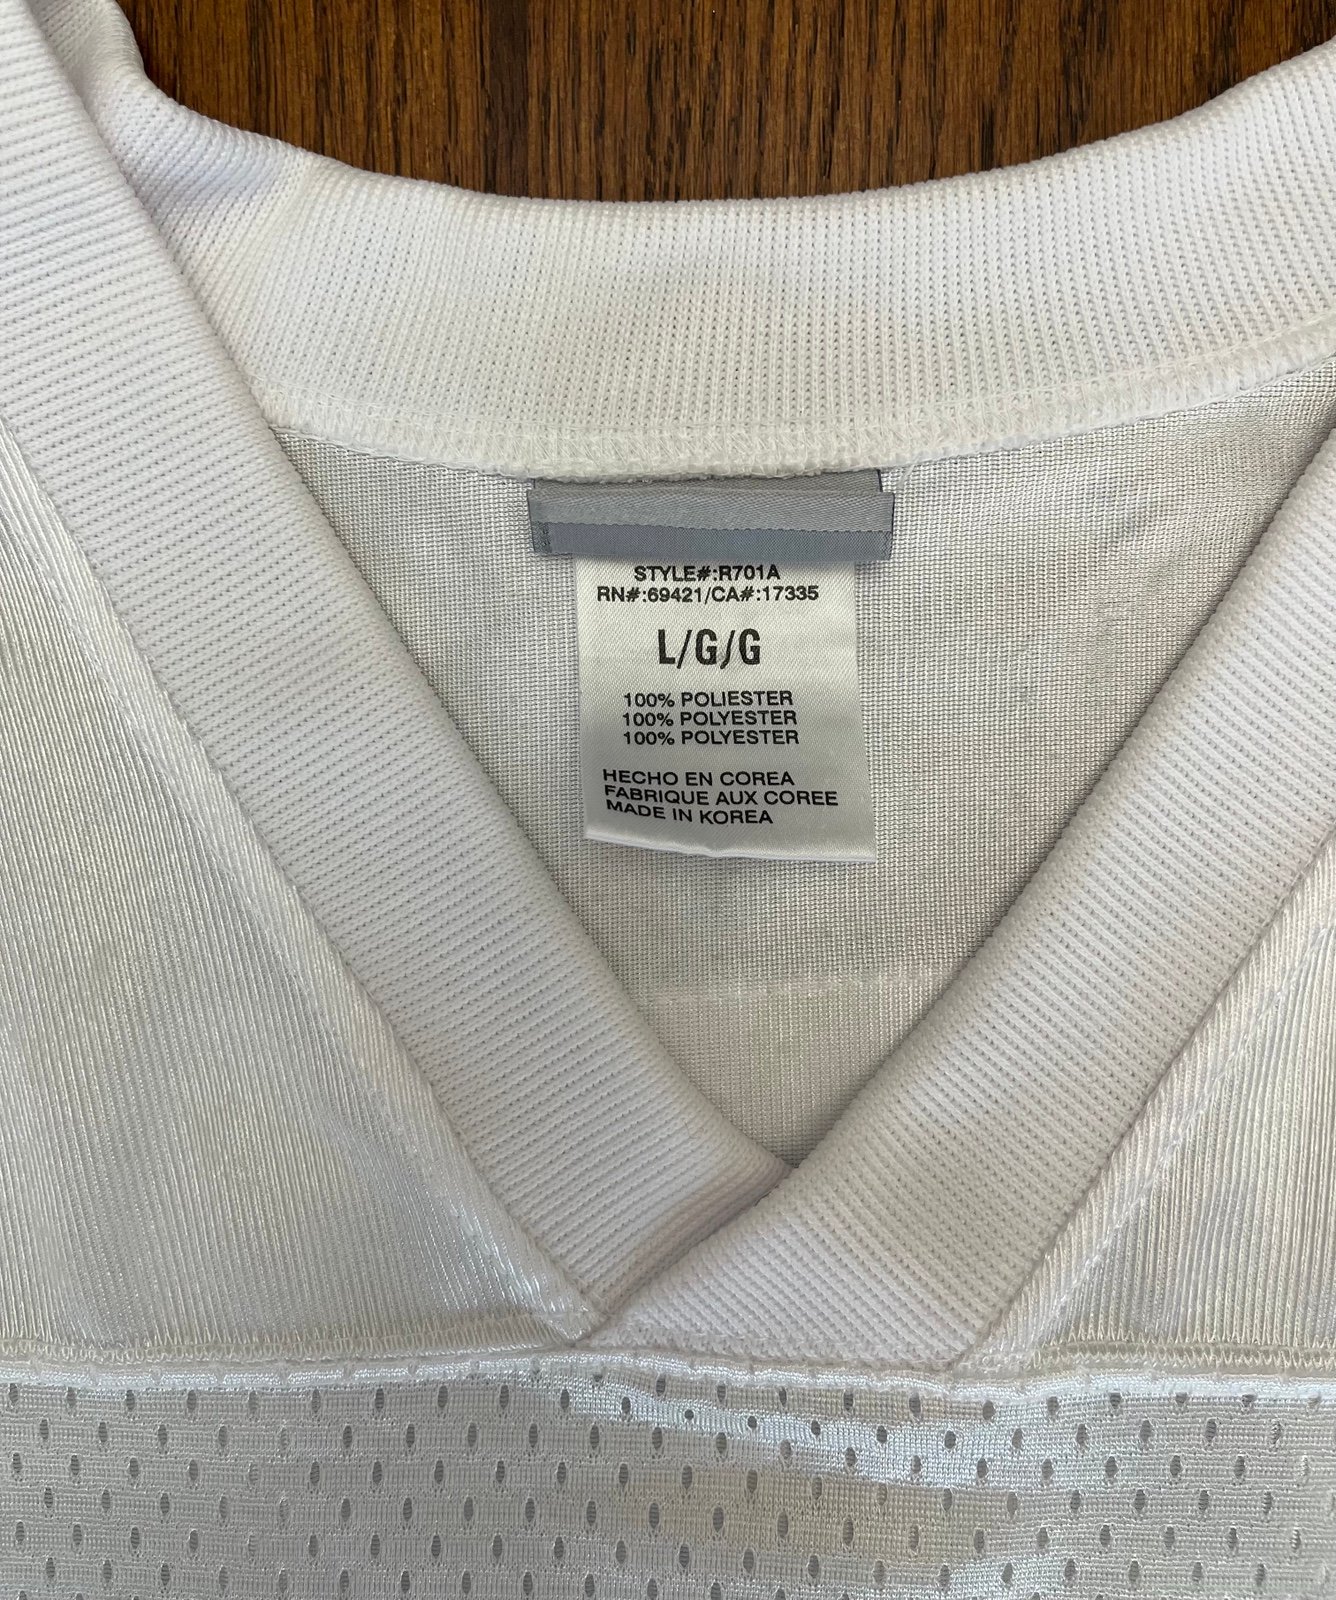 STYLE#:R701A
RN#:69421/CA#:17335
L/G/G
100% POLIESTER
100% POLYESTER
100% POLYESTER
HECHO EN COREA
FABRIQUE AUX COREE
MADE IN KOREA